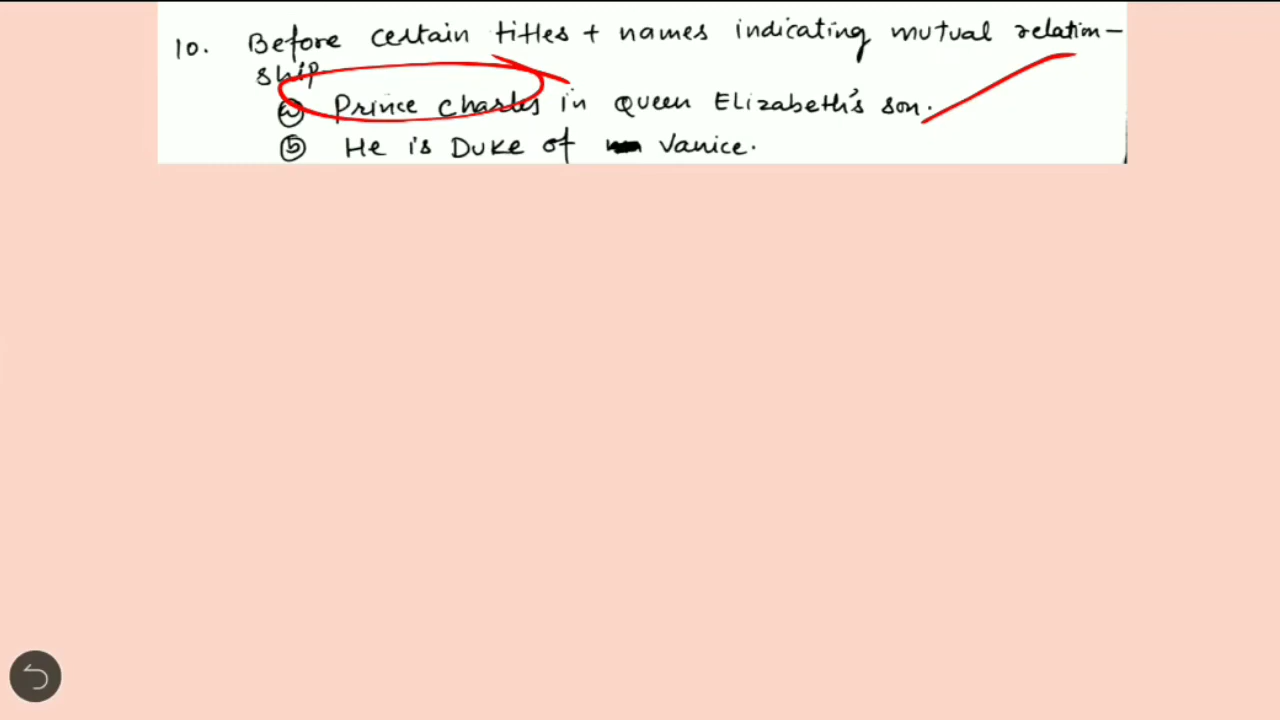 10. Before certain titles + names indicating mutual relation-
ship
(a) Prince Charles in Queen Elizabeth's son.
(b) He is Duke of Vanice.